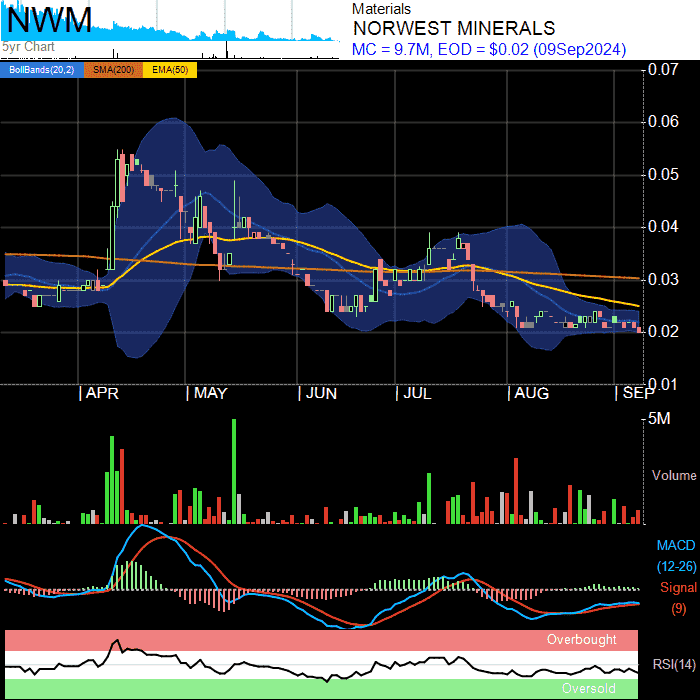 NWM
5yr Chart
Materials
NORWEST MINERALS
MC = 9.7M, EOD = $0.02 (09Sep2024)
BollBands(20,2) SMA(200) EMA(50)
0.07
0.06
0.05
0.04
0.03
0.02
0.01
APR MAY JUN JUL AUG SEP
5M
Volume
MACD
(12-26)
Signal
(9)
Overbought
RSI(14)
Oversold